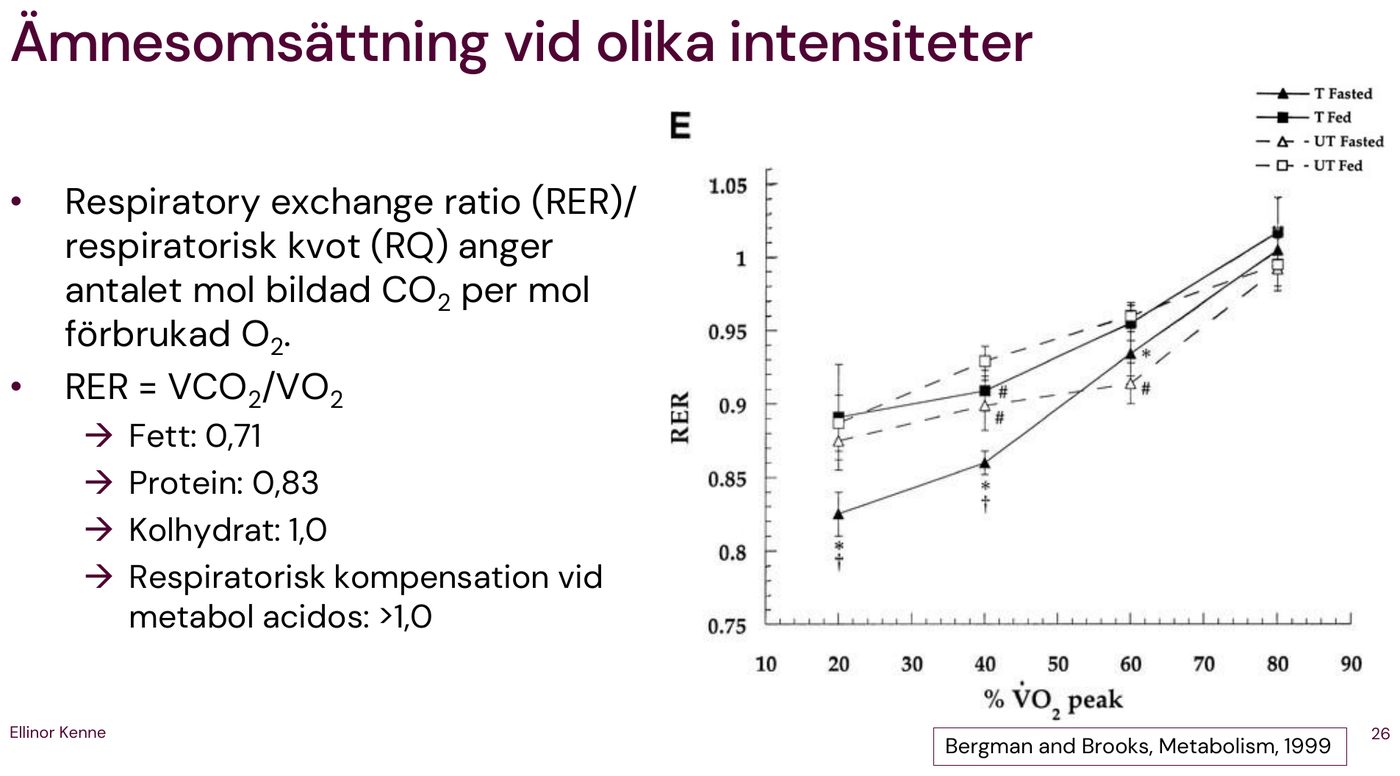 Ämnesomsättning vid olika intensiteter
• Respiratory exchange ratio (RER)/
respiratorisk kvot (RQ) anger
antalet mol bildad CO₂ per mol
förbrukad O₂.
• RER = VCO₂/VO₂
→ Fett: 0,71
→ Protein: 0,83
→ Kolhydrat: 1,0
→ Respiratorisk kompensation vid
metabol acidos: >1,0
E
T Fasted
T Fed
UT Fasted
UT Fed
RER
1.05
1
0.95
0.9
0.85
0.8
0.75
* †
* †
#
#
*
#
10 20 30 40 50 60 70 80 90
% V̇O₂ peak
Ellinor Kenne
Bergman and Brooks, Metabolism, 1999
26